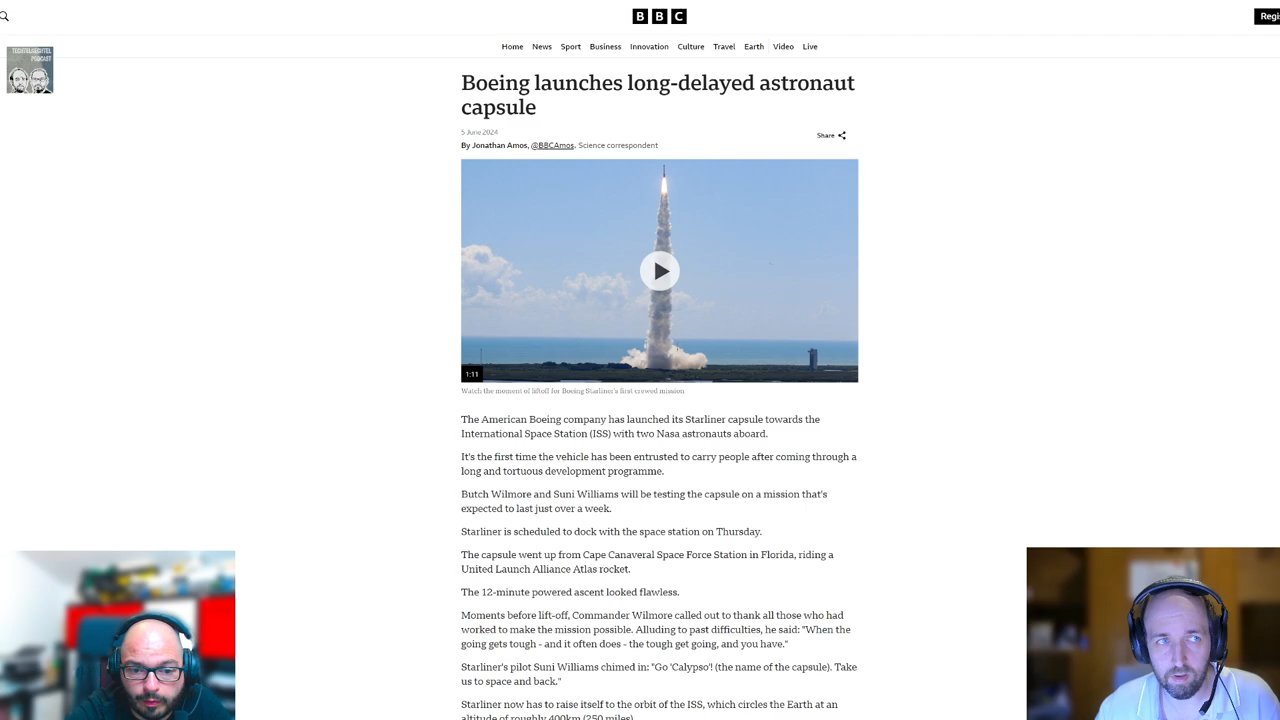 B B C
Regi
Home News Sport Business Innovation Culture Travel Earth Video Live
TECHTELMECHTEL
PODCAST
Boeing launches long-delayed astronaut
capsule
5 June 2024
Share
By Jonathan Amos, @BBCAmos, Science correspondent
1:11
Watch the moment of liftoff for Boeing Starliner's first crewed mission
The American Boeing company has launched its Starliner capsule towards the
International Space Station (ISS) with two Nasa astronauts aboard.
It's the first time the vehicle has been entrusted to carry people after coming through a
long and tortuous development programme.
Butch Wilmore and Suni Williams will be testing the capsule on a mission that's
expected to last just over a week.
Starliner is scheduled to dock with the space station on Thursday.
The capsule went up from Cape Canaveral Space Force Station in Florida, riding a
United Launch Alliance Atlas rocket.
The 12-minute powered ascent looked flawless.
Moments before lift-off, Commander Wilmore called out to thank all those who had
worked to make the mission possible. Alluding to past difficulties, he said: "When the
going gets tough - and it often does - the tough get going, and you have."
Starliner's pilot Suni Williams chimed in: "Go 'Calypso'! (the name of the capsule). Take
us to space and back."
Starliner now has to raise itself to the orbit of the ISS, which circles the Earth at an
altitude of roughly 400km (250 miles).